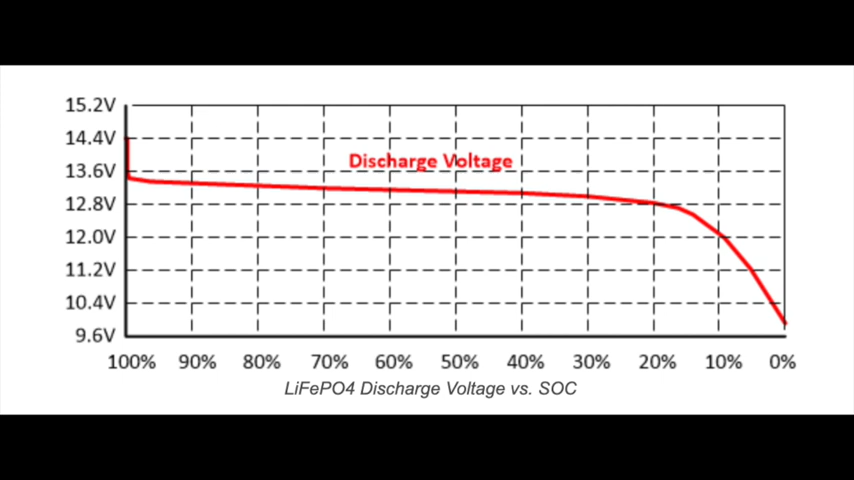 15.2V
14.4V
Discharge Voltage
13.6V
12.8V
12.0V
11.2V
10.4V
9.6V
100% 90% 80% 70% 60% 50% 40% 30% 20% 10% 0%
LiFePO4 Discharge Voltage vs. SOC